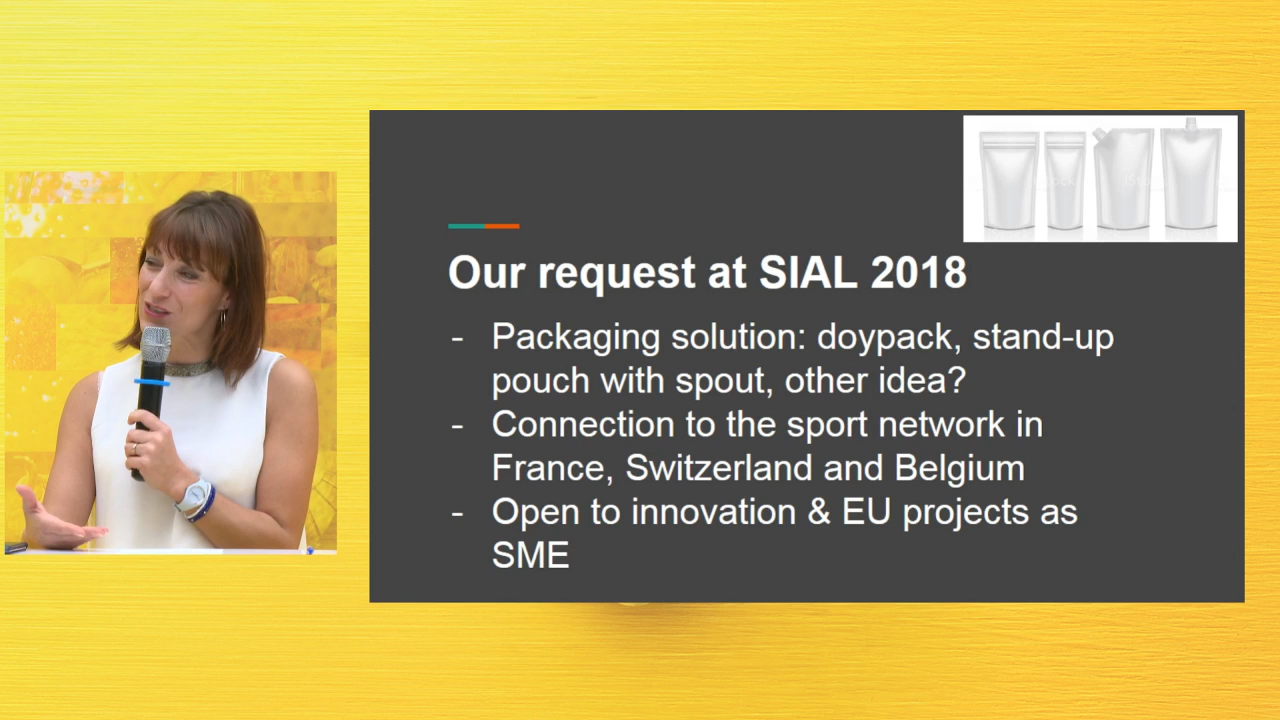 Our request at SIAL 2018
- Packaging solution: doypack, stand-up
pouch with spout, other idea?
- Connection to the sport network in
France, Switzerland and Belgium
- Open to innovation & EU projects as
SME